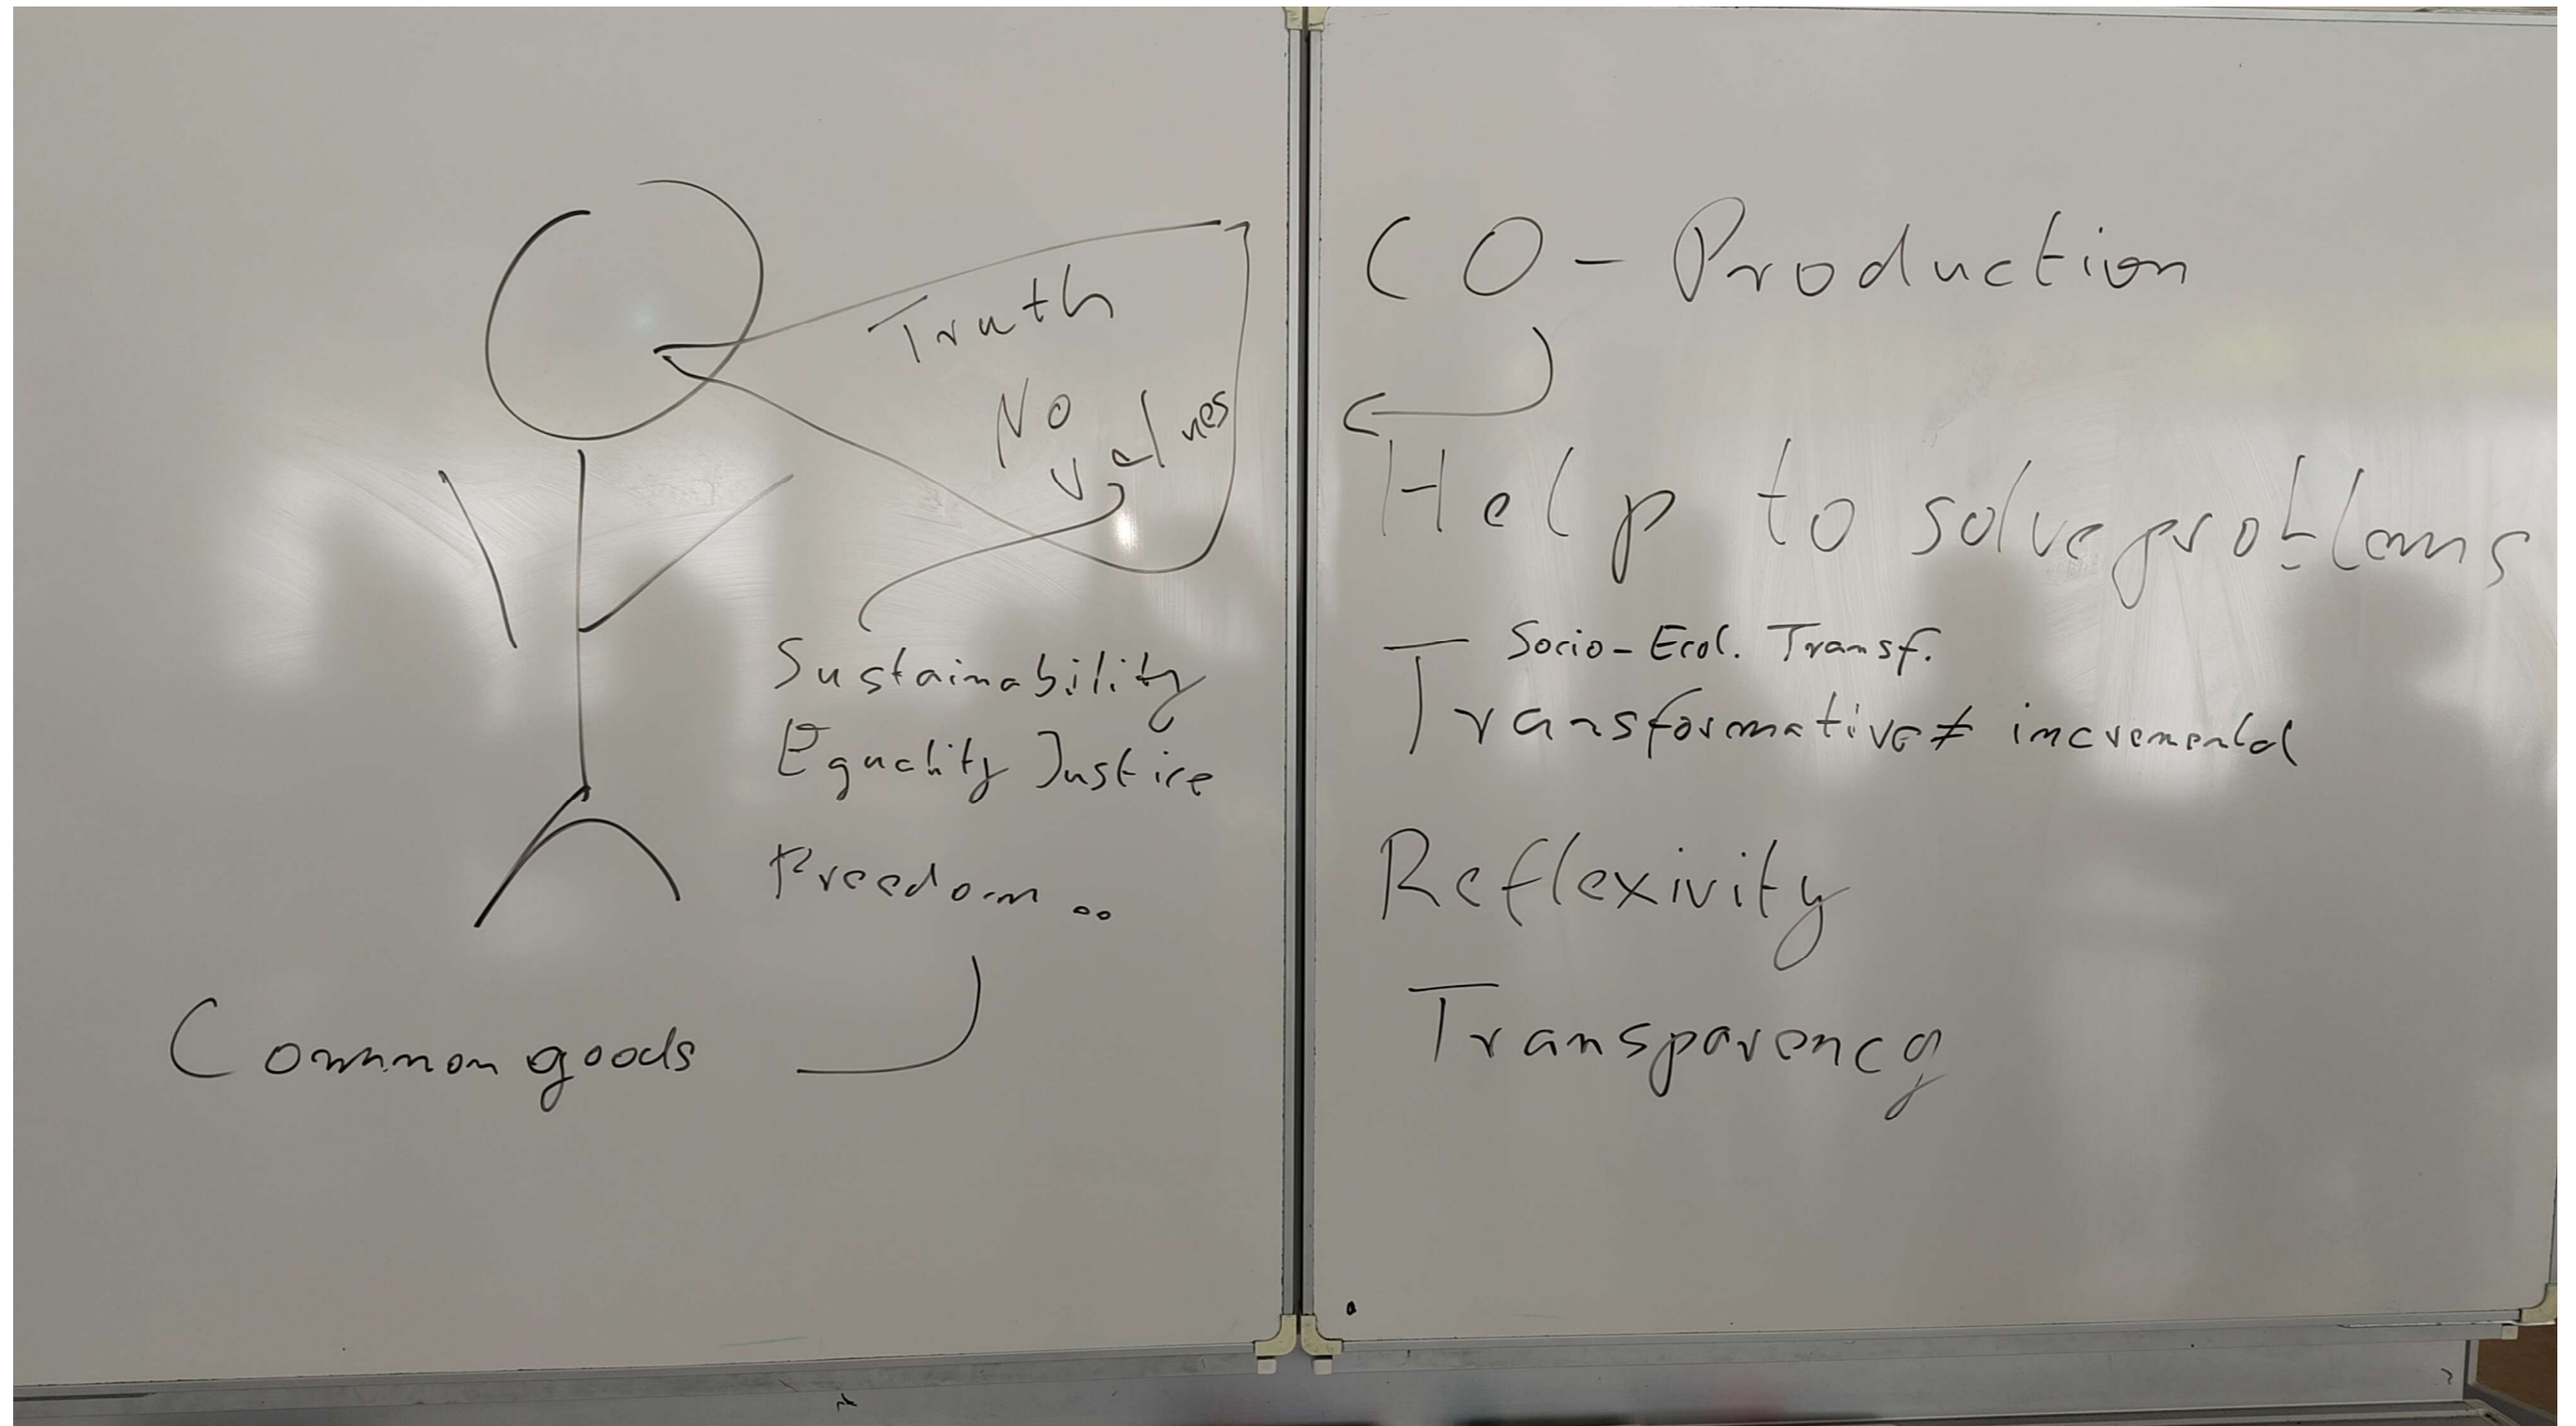 Truth
No
values
Sustainability
Equality Justice
Freedom ..
Common goods
CO-Production
Help to solve problems
Socio-Ecol. Transf.
Transformative ≠ incremental
Reflexivity
Transparency